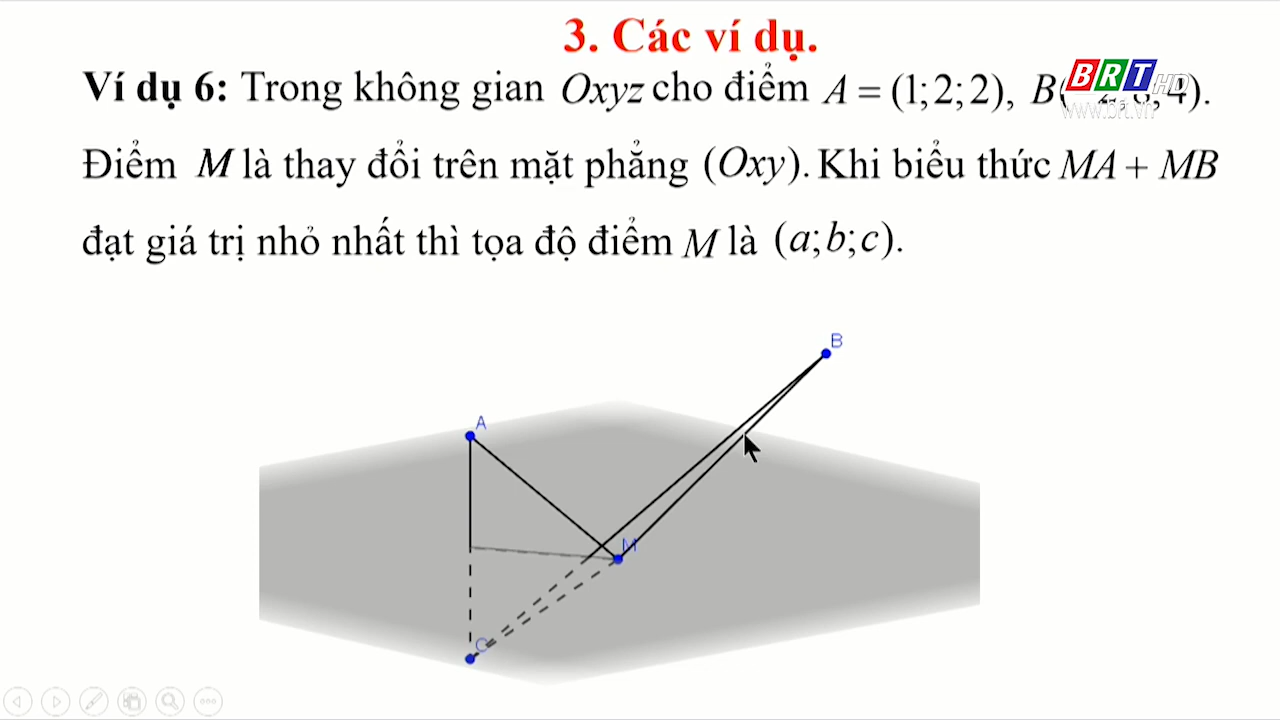 3. Các ví dụ.
Ví dụ 6: Trong không gian Oxyz cho điểm A = (1;2;2), B( 4).
BRT HD
www.brt.vn
Điểm M là thay đổi trên mặt phẳng (Oxy). Khi biểu thức MA + MB
đạt giá trị nhỏ nhất thì tọa độ điểm M là (a;b;c).
B
A
M
C